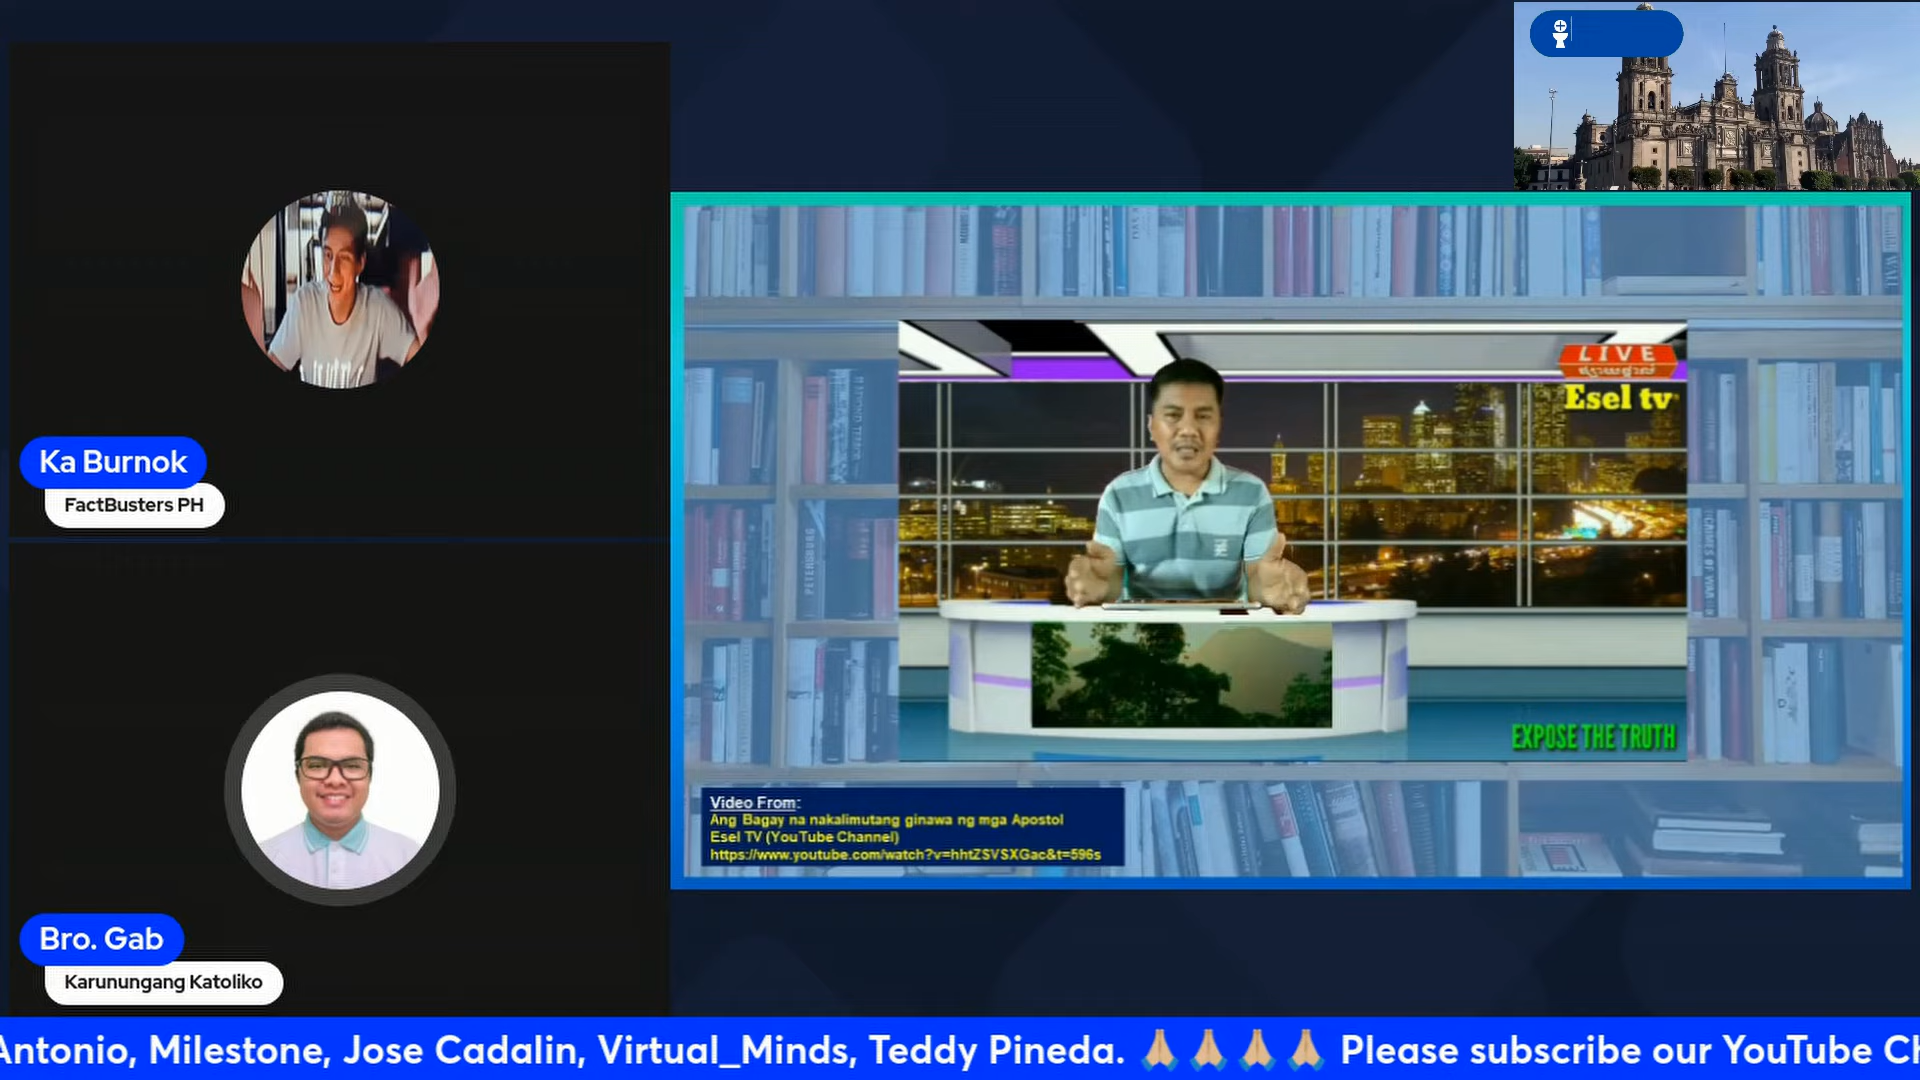 Ka Burnok
FactBusters PH
LIVE
Esel tv
EXPOSE THE TRUTH
Video From:
Ang Bagay na nakalimutang ginawa ng mga Apostol
Esel TV (YouTube Channel)
https://www.youtube.com/watch?v=hhtZSVSXGac&t=596s
Bro. Gab
Karunungang Katoliko
Antonio, Milestone, Jose Cadalin, Virtual_Minds, Teddy Pineda. 🙏🏼 🙏🏼 🙏🏼 🙏🏼 Please subscribe our YouTube